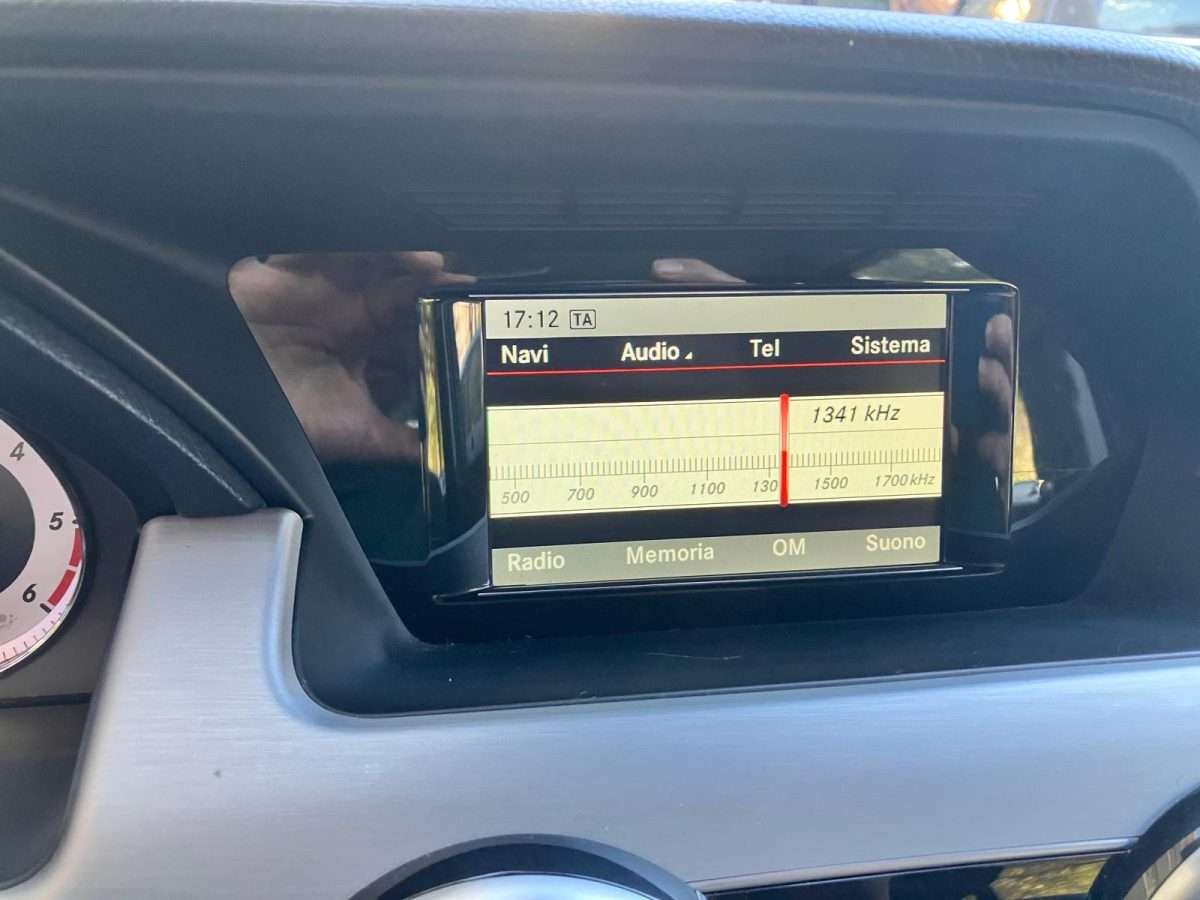 17:12 TA
Navi Audio Tel Sistema
1341 kHz
500 700 900 1100 130 1500 1700 kHz
Radio Memoria OM Suono
4
5
6